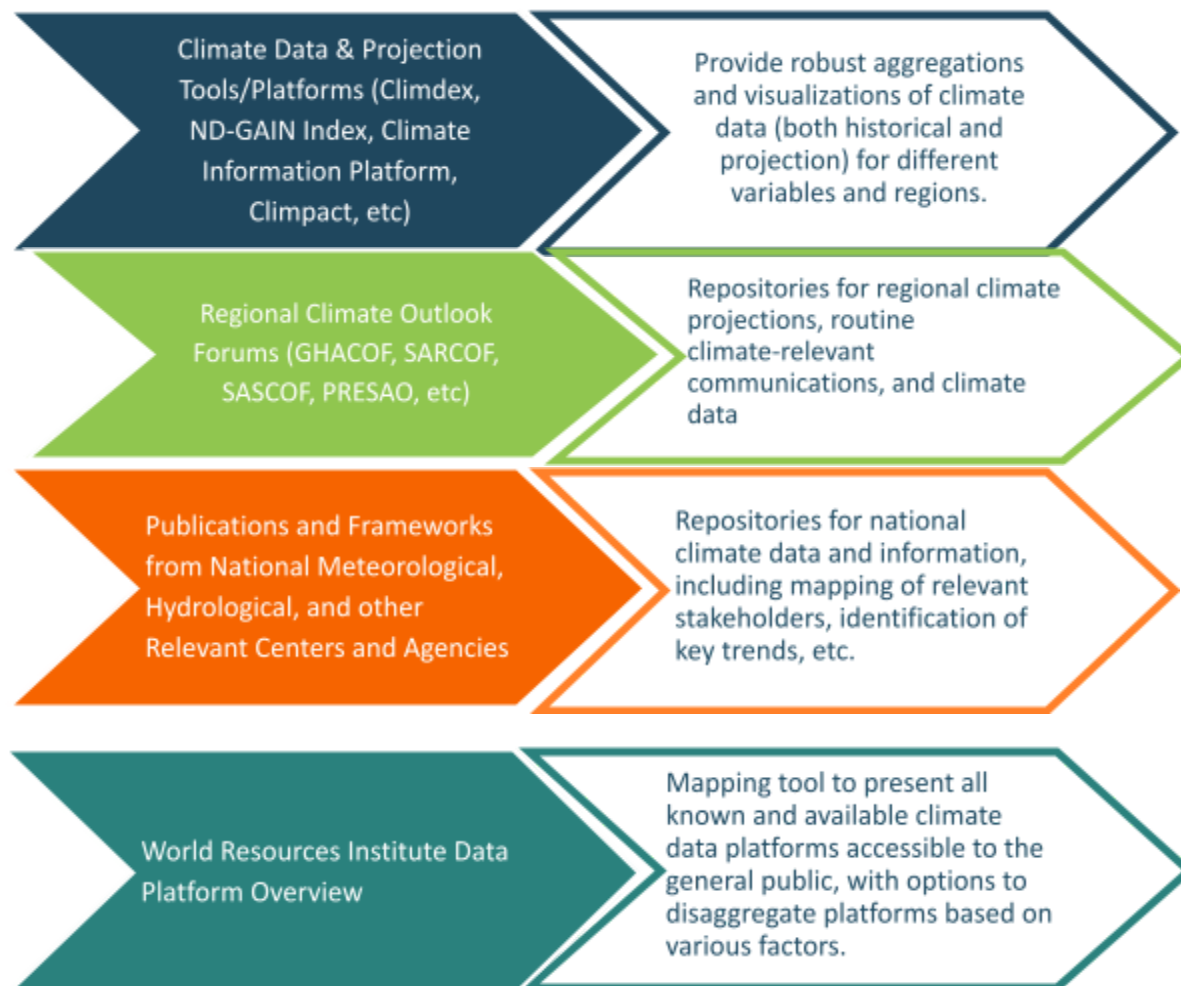 Climate Data & Projection
Tools/Platforms (Climdex,
ND-GAIN Index, Climate
Information Platform,
Climpact, etc)
Provide robust aggregations
and visualizations of climate
data (both historical and
projection) for different
variables and regions.
Regional Climate Outlook
Forums (GHACOF, SARCOF,
SASCOF, PRESAO, etc)
Repositories for regional climate
projections, routine
climate-relevant
communications, and climate
data
Publications and Frameworks
from National Meteorological,
Hydrological, and other
Relevant Centers and Agencies
Repositories for national
climate data and information,
including mapping of relevant
stakeholders, identification of
key trends, etc.
World Resources Institute Data
Platform Overview
Mapping tool to present all
known and available climate
data platforms accessible to the
general public, with options to
disaggregate platforms based on
various factors.